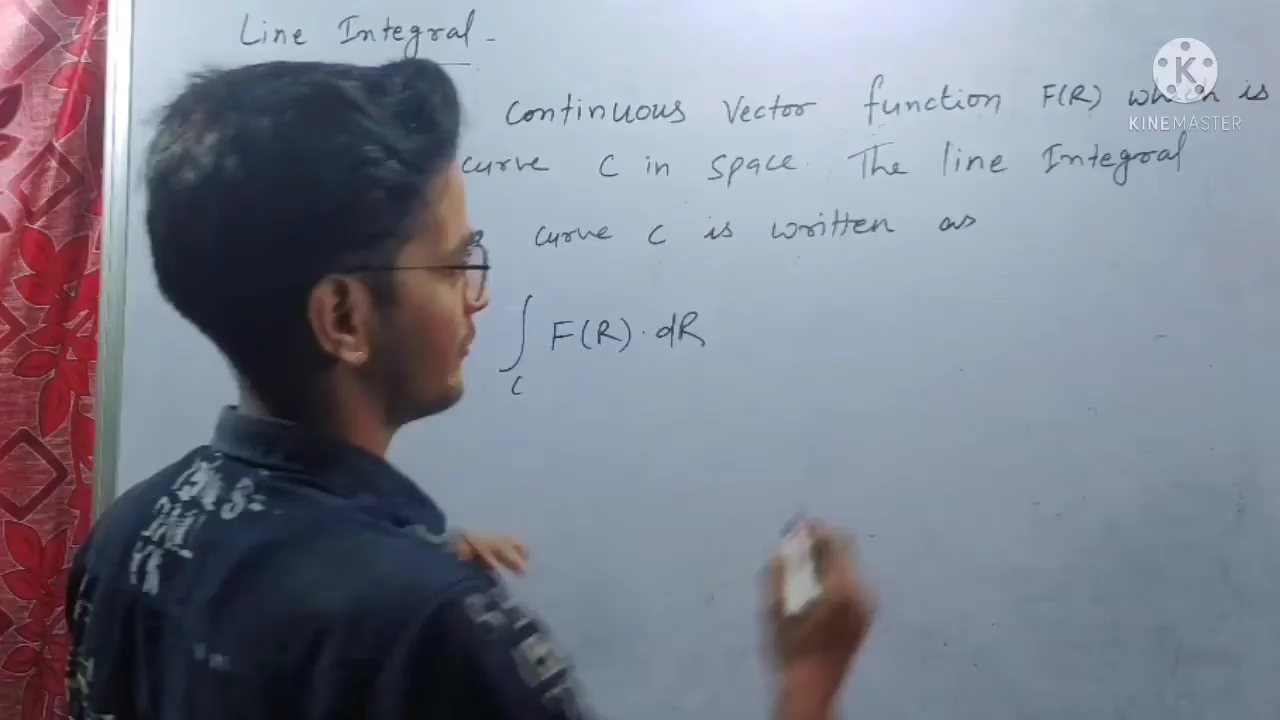 Line Integral -
continuous vector function F(R) which is
curve C in space. The line Integral
curve C is written as
∫ F(R) · dR
C
K
KINEMASTER